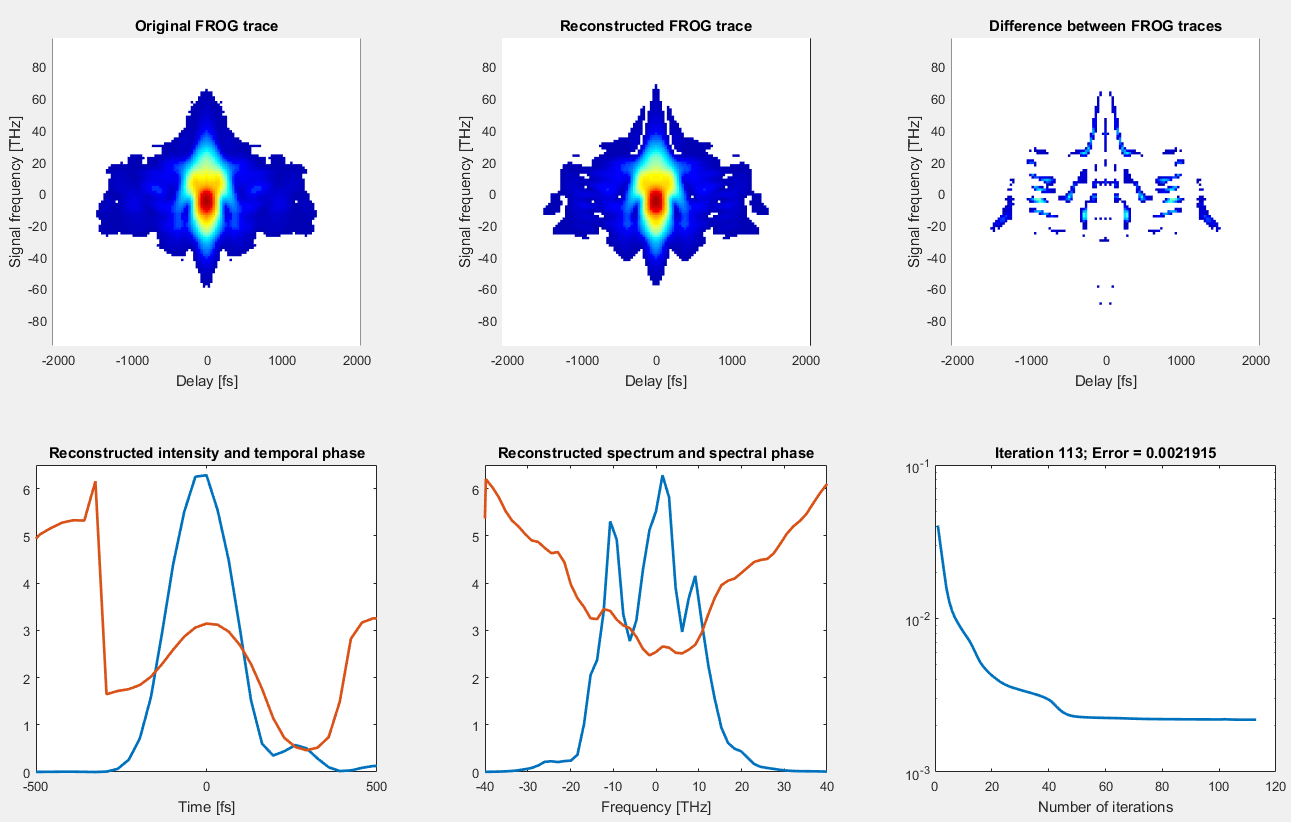 Original FROG trace
Signal frequency [THz]
80
60
40
20
0
-20
-40
-60
-80
-2000 -1000 0 1000 2000
Delay [fs]
Reconstructed FROG trace
Signal frequency [THz]
80
60
40
20
0
-20
-40
-60
-80
-2000 -1000 0 1000 2000
Delay [fs]
Difference between FROG traces
Signal frequency [THz]
80
60
40
20
0
-20
-40
-60
-80
-2000 -1000 0 1000 2000
Delay [fs]
Reconstructed intensity and temporal phase
6
5
4
3
2
1
0
-500 0 500
Time [fs]
Reconstructed spectrum and spectral phase
6
5
4
3
2
1
0
-40 -30 -20 -10 0 10 20 30 40
Frequency [THz]
Iteration 113; Error = 0.0021915
10-1
10-2
10-3
0 20 40 60 80 100 120
Number of iterations